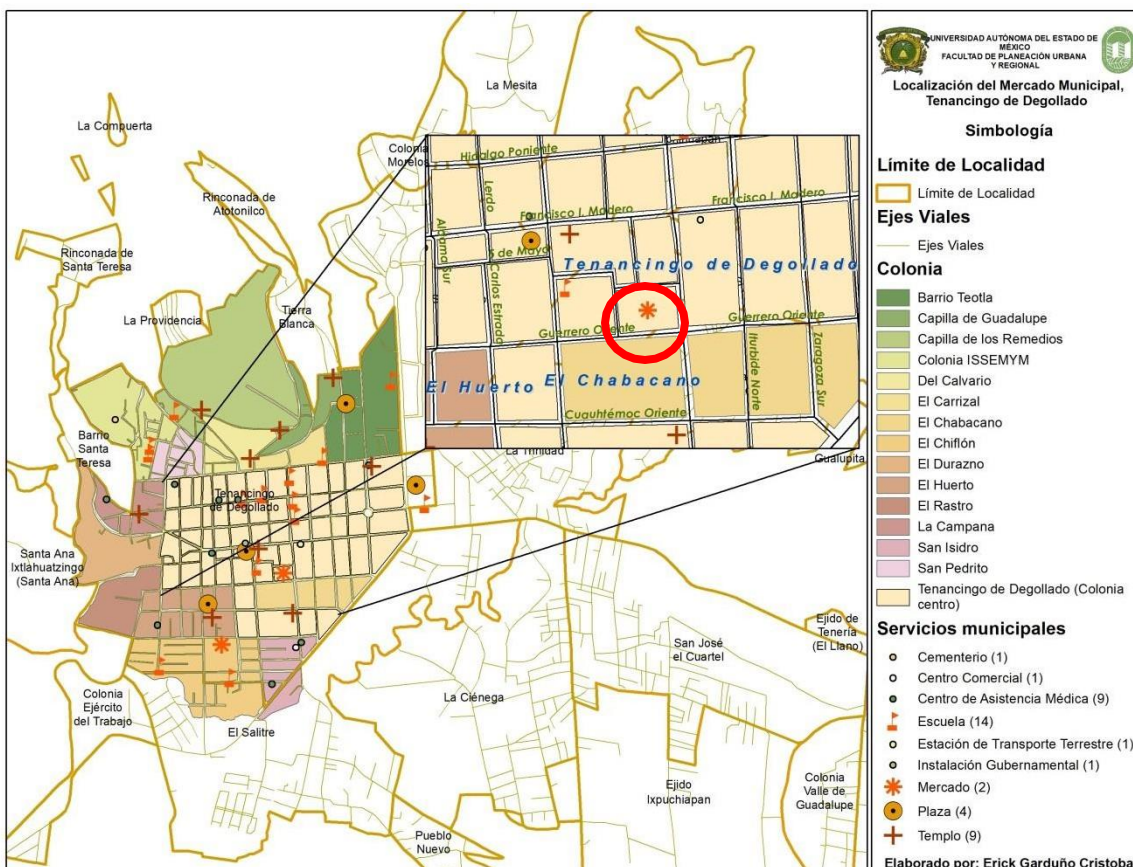 La Mesita
La Compuerta
Colonia
Morelos
Rinconada de
Atotonilco
Rinconada de
Santa Teresa
La Providencia
Tierra
Blanca
Barrio
Santa
Teresa
Tenancingo
de Degollado
La Trinidad
Gualupita
Santa Ana
Ixtlahuatzingo
(Santa Ana)
Ejido de
Tenería
(El Llano)
San José
el Cuartel
La Ciénega
Colonia
Ejército
del Trabajo
El Salitre
Ejido
Ixpuchiapan
Colonia
Valle de
Guadalupe
Pueblo
Nuevo
Hidalgo Poniente
Lerdo
Francisco I. Madero
Francisco I. Madero
Aldama Sur
5 de Mayo
Carlos Estrada
Tenancingo de Degollado
Guerrero Oriente
Guerrero Oriente
El Huerto
El Chabacano
Iturbide Norte
Zaragoza Sur
Cuauhtémoc Oriente
UNIVERSIDAD AUTÓNOMA DEL ESTADO DE
MÉXICO
FACULTAD DE PLANEACIÓN URBANA
Y REGIONAL
Localización del Mercado Municipal,
Tenancingo de Degollado
Simbología
Límite de Localidad
Límite de Localidad
Ejes Viales
Ejes Viales
Colonia
Barrio Teotla
Capilla de Guadalupe
Capilla de los Remedios
Colonia ISSEMYM
Del Calvario
El Carrizal
El Chabacano
El Chiflón
El Durazno
El Huerto
El Rastro
La Campana
San Isidro
San Pedrito
Tenancingo de Degollado (Colonia
centro)
Servicios municipales
Cementerio (1)
Centro Comercial (1)
Centro de Asistencia Médica (9)
Escuela (14)
Estación de Transporte Terrestre (1)
Instalación Gubernamental (1)
Mercado (2)
Plaza (4)
Templo (9)
Elaborado por: Erick Garduño Cristoba